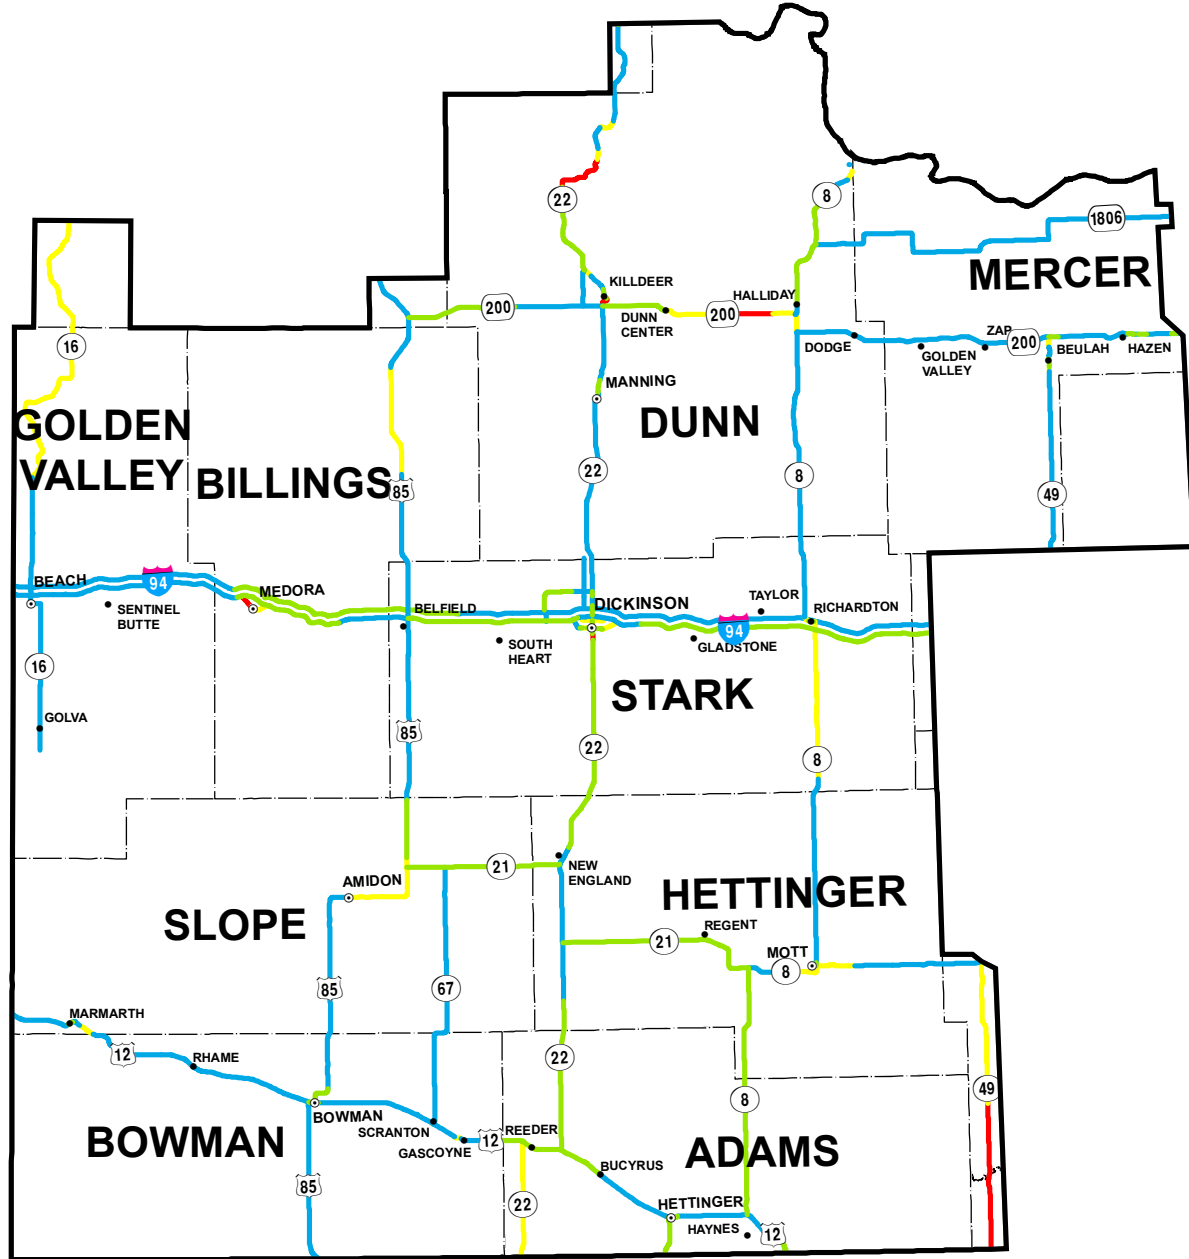 22
8
1806
MERCER
KILLDEER
200
DUNN
CENTER
200
HALLIDAY
16
DODGE
GOLDEN
VALLEY
ZAP
200
BEULAH
HAZEN
MANNING
GOLDEN
VALLEY
BILLINGS
85
DUNN
22
8
49
BEACH
94
SENTINEL
BUTTE
MEDORA
BELFIELD
SOUTH
HEART
DICKINSON
TAYLOR
RICHARDTON
94
GLADSTONE
16
GOLVA
STARK
85
22
8
AMIDON
21
NEW
ENGLAND
SLOPE
HETTINGER
REGENT
21
MOTT
8
85
67
MARMARTH
12
RHAME
22
49
BOWMAN
BOWMAN
SCRANTON
GASCOYNE
12
REEDER
8
ADAMS
BUCYRUS
85
22
HETTINGER
HAYNES
12